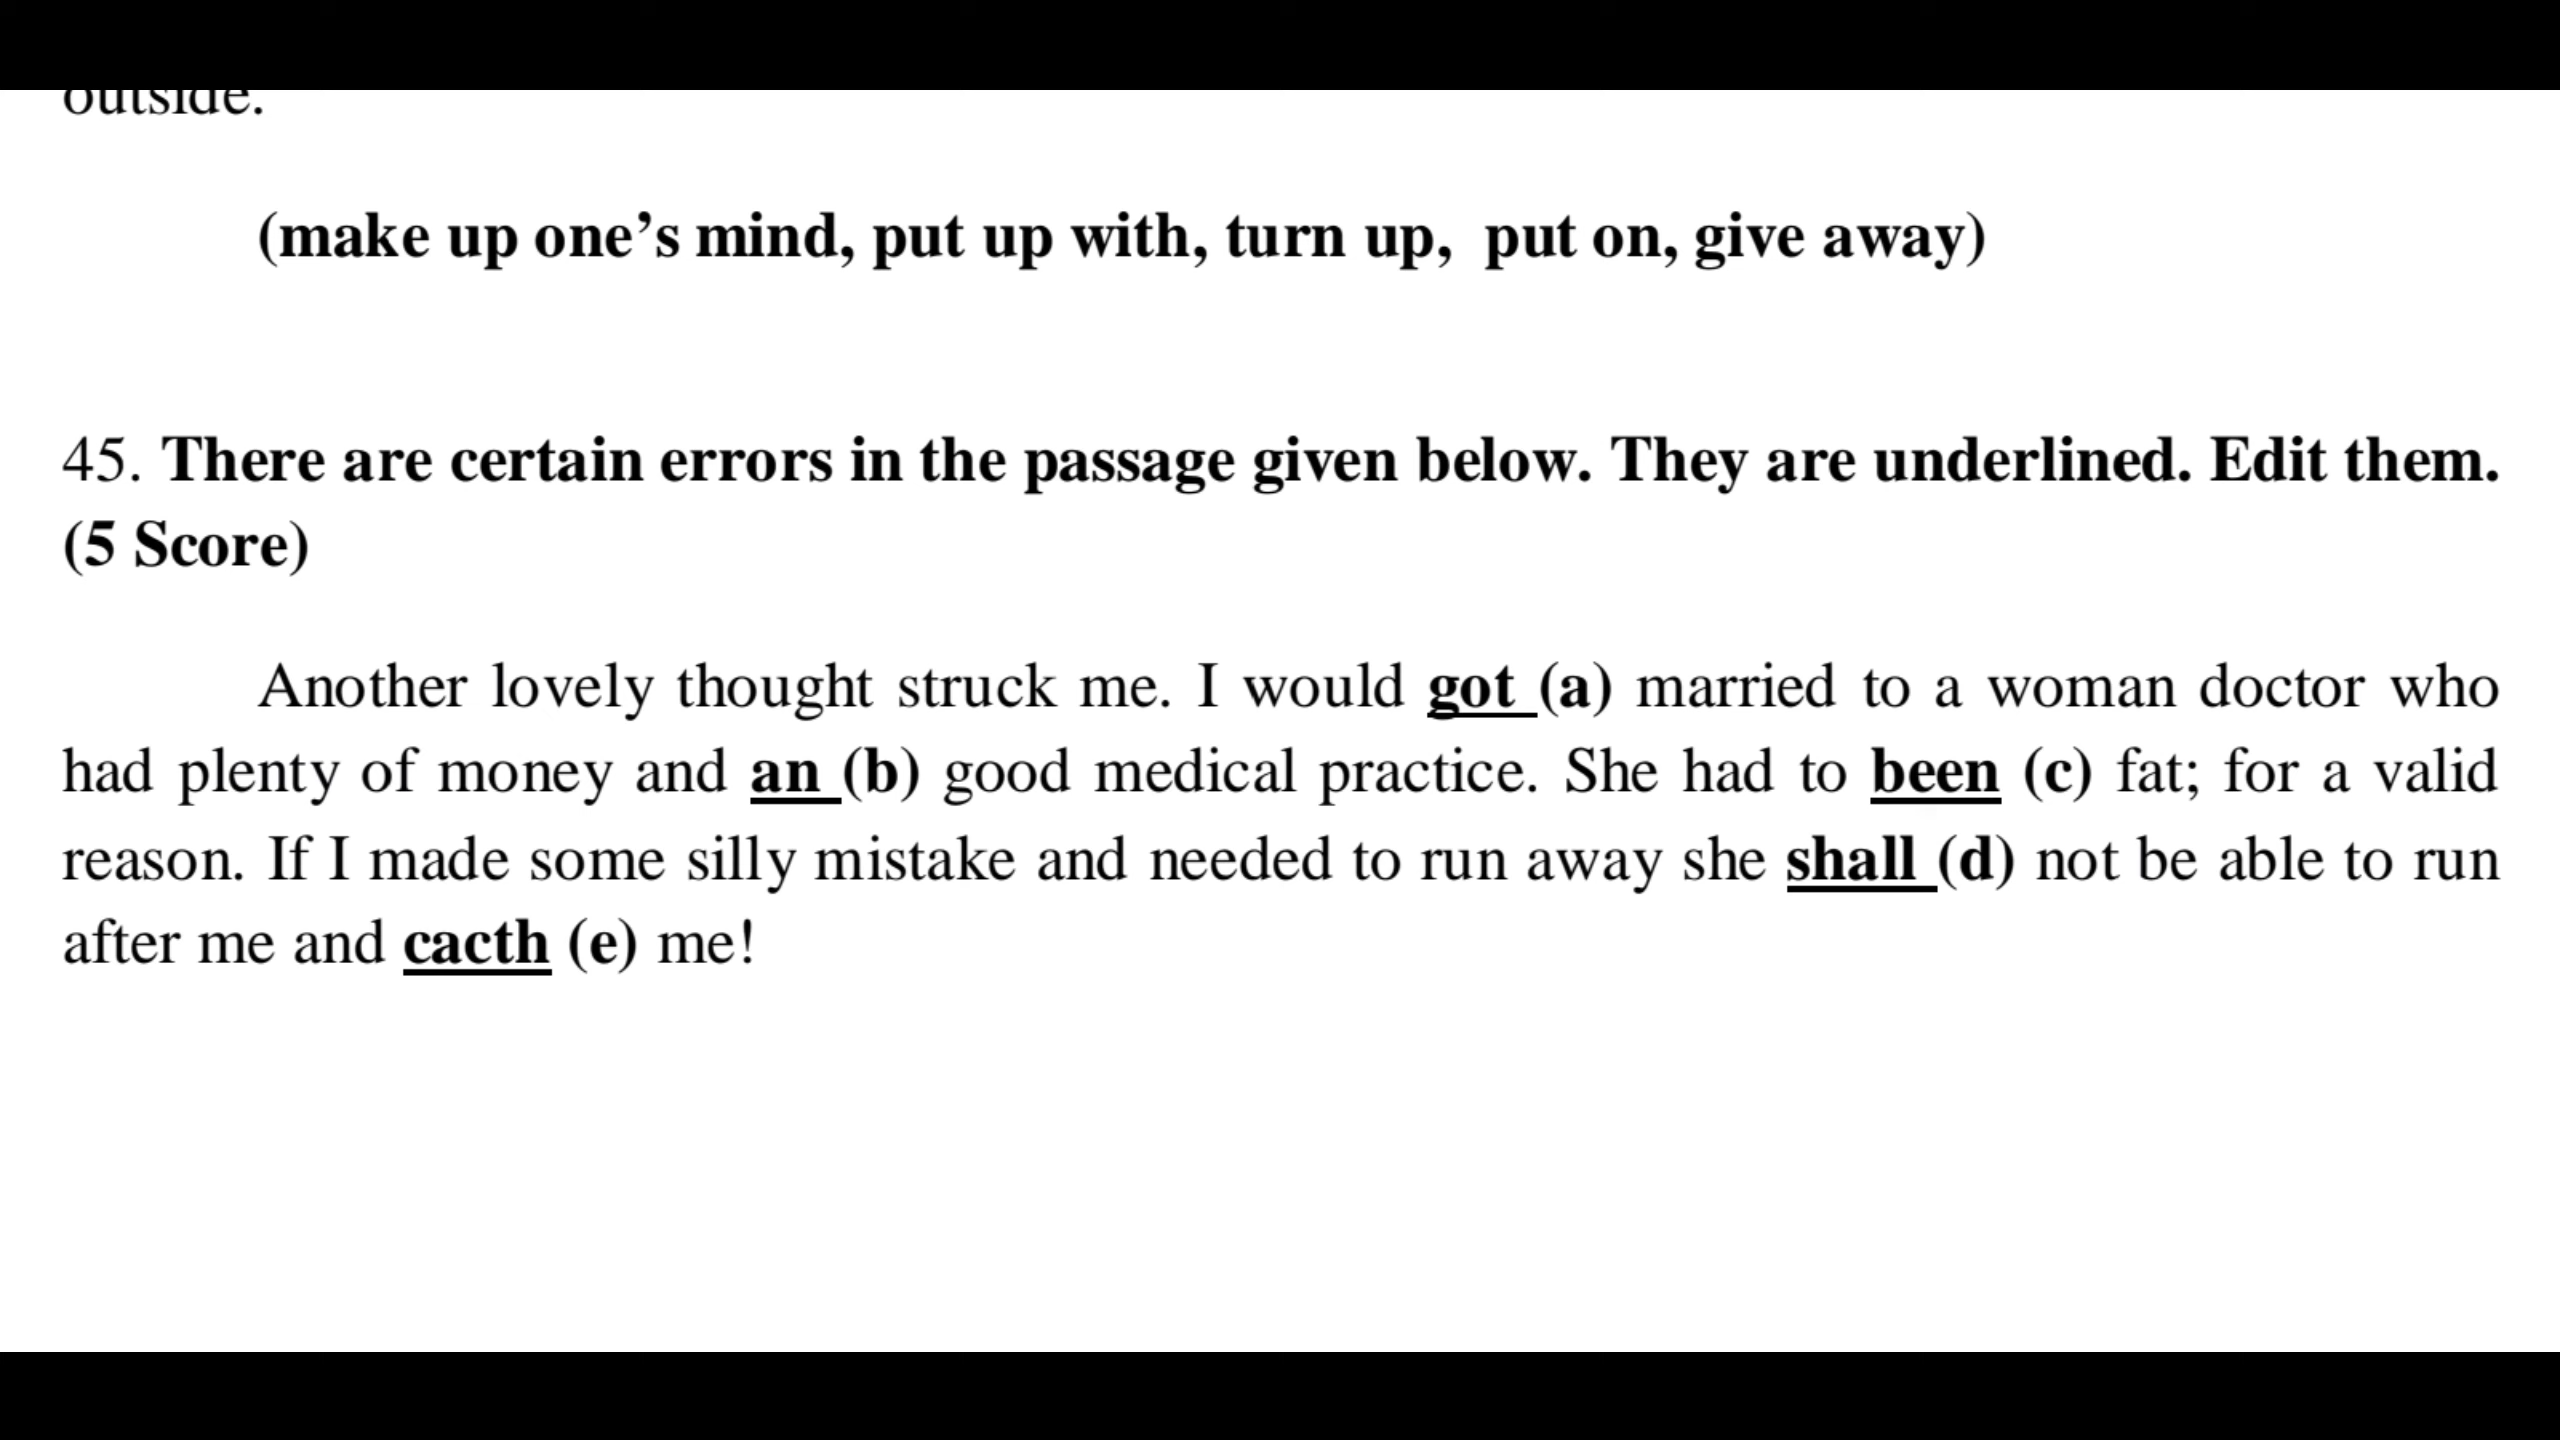 outside.
(make up one’s mind, put up with, turn up, put on, give away)
45. There are certain errors in the passage given below. They are underlined. Edit them.
(5 Score)
Another lovely thought struck me. I would got (a) married to a woman doctor who
had plenty of money and an (b) good medical practice. She had to been (c) fat; for a valid
reason. If I made some silly mistake and needed to run away she shall (d) not be able to run
after me and cacth (e) me!